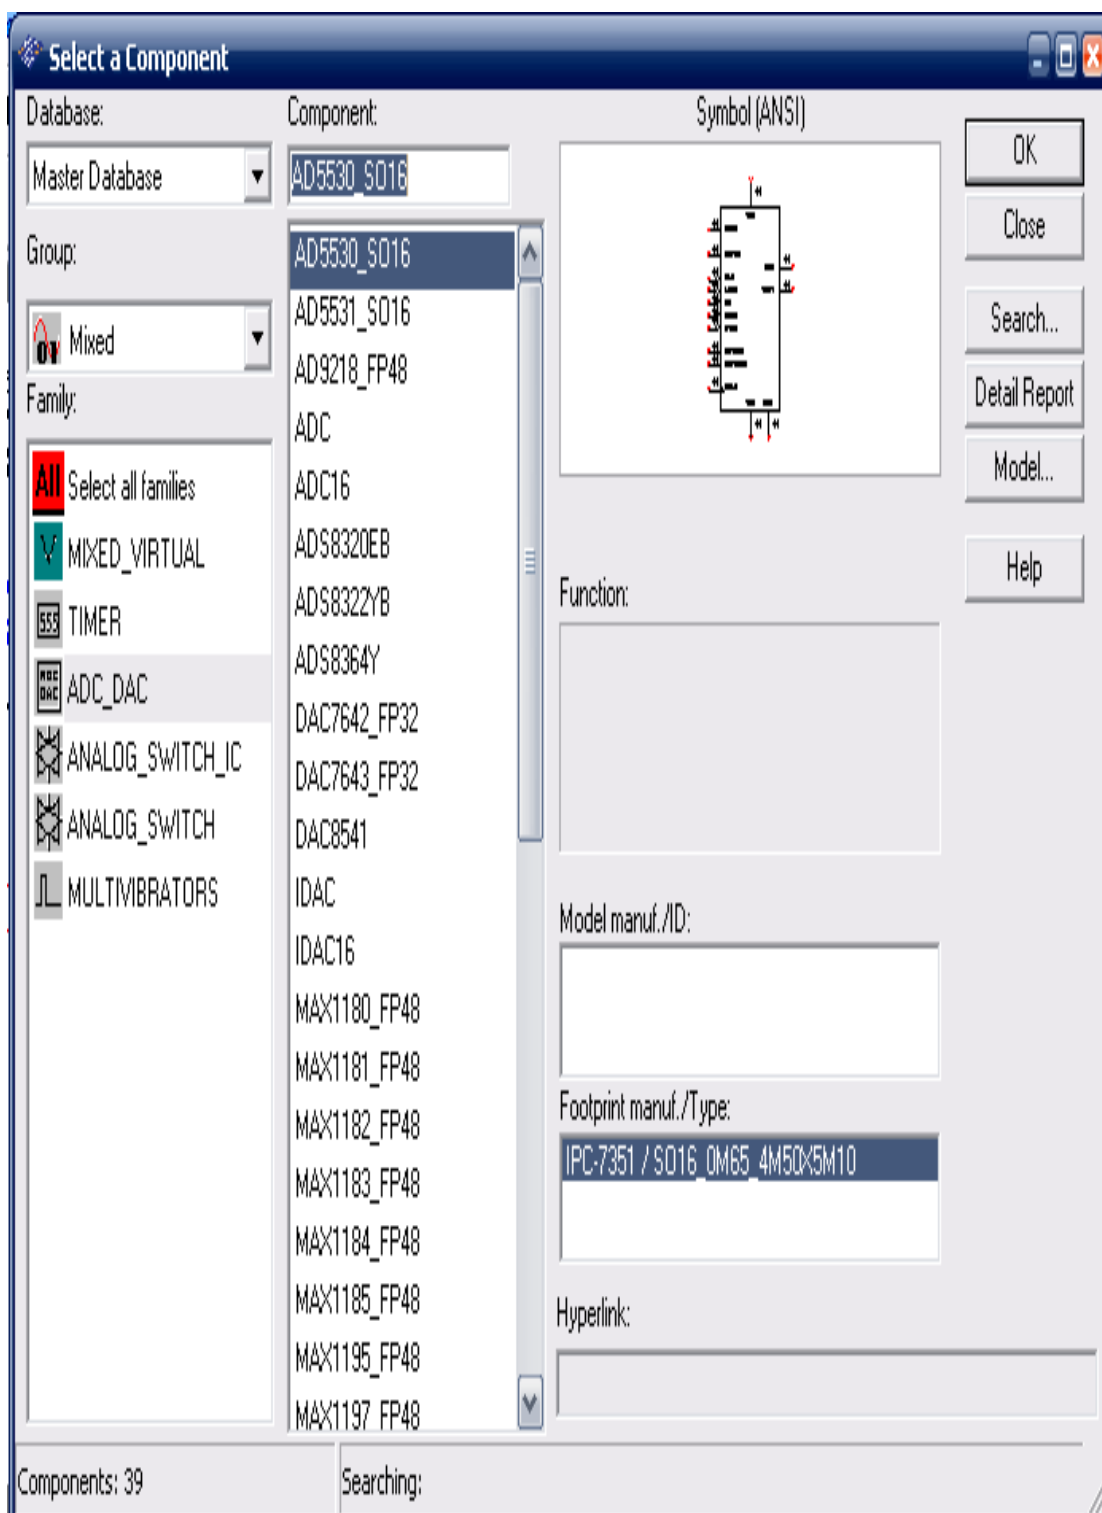 Select a Component
Database:
Master Database
Group:
Mixed
Family:
All Select all families
MIXED_VIRTUAL
555 TIMER
ADC DAC ADC_DAC
ANALOG_SWITCH_IC
ANALOG_SWITCH
MULTIVIBRATORS
Component:
AD5530_SO16
AD5530_SO16
AD5531_SO16
AD9218_FP48
ADC
ADC16
ADS8320EB
ADS8322YB
ADS8364Y
DAC7642_FP32
DAC7643_FP32
DAC8541
IDAC
IDAC16
MAX1180_FP48
MAX1181_FP48
MAX1182_FP48
MAX1183_FP48
MAX1184_FP48
MAX1185_FP48
MAX1195_FP48
MAX1197_FP48
Symbol (ANSI)
Function:
Model manuf./ID:
Footprint manuf./Type:
IPC-7351 / SO16_0M65_4M50X5M10
Hyperlink:
OK
Close
Search...
Detail Report
Model...
Help
Components: 39
Searching: